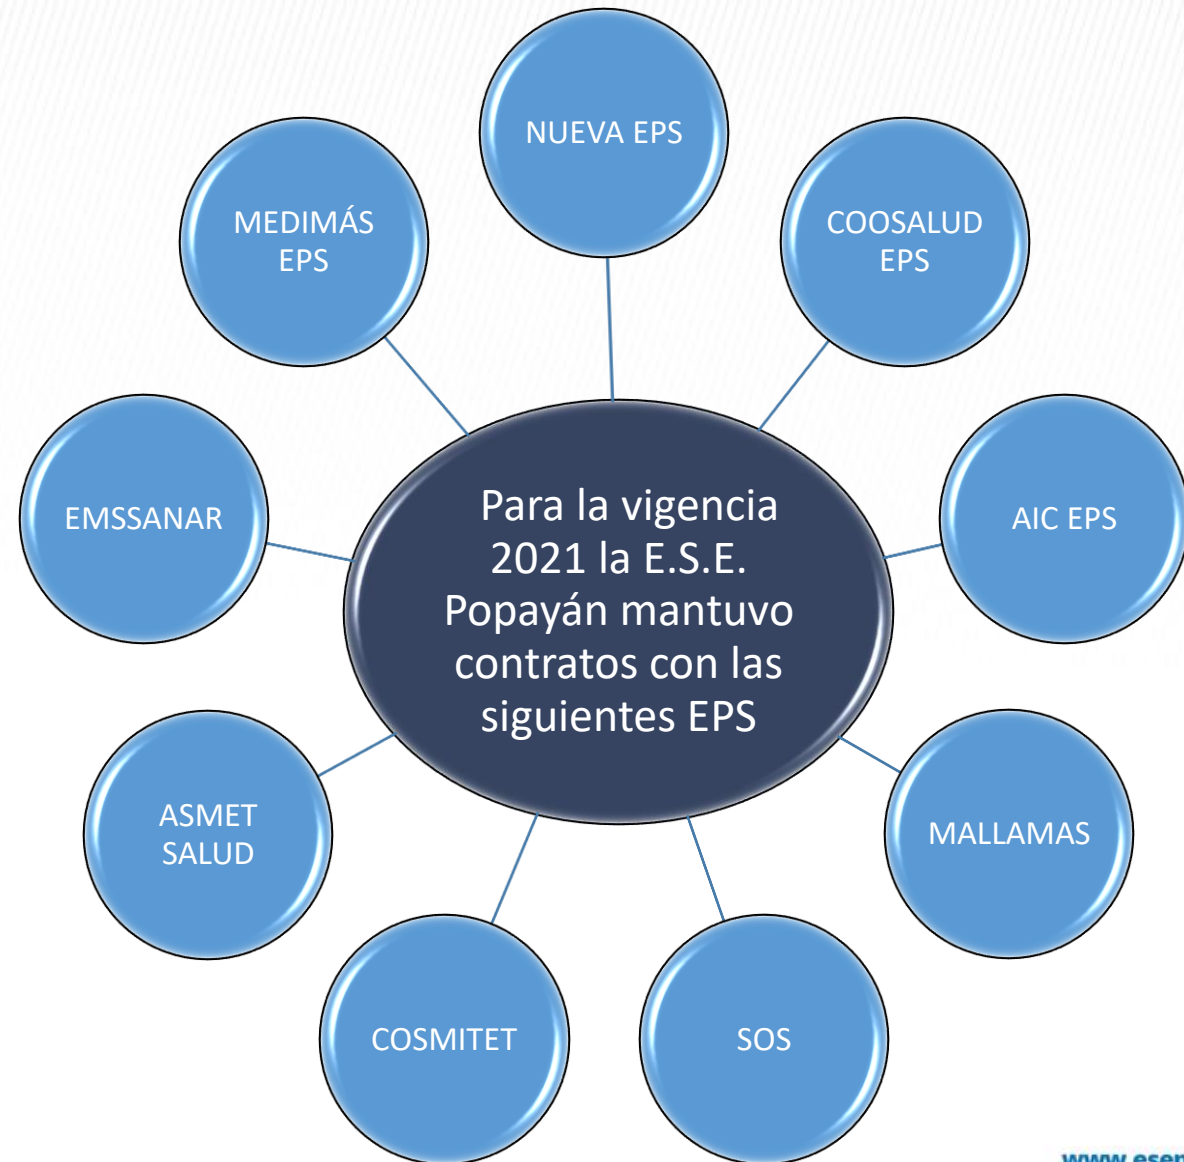 NUEVA EPS
MEDIMÁS
EPS
COOSALUD
EPS
EMSSANAR
AIC EPS
Para la vigencia
2021 la E.S.E.
Popayán mantuvo
contratos con las
siguientes EPS
ASMET
SALUD
MALLAMAS
COSMITET
SOS